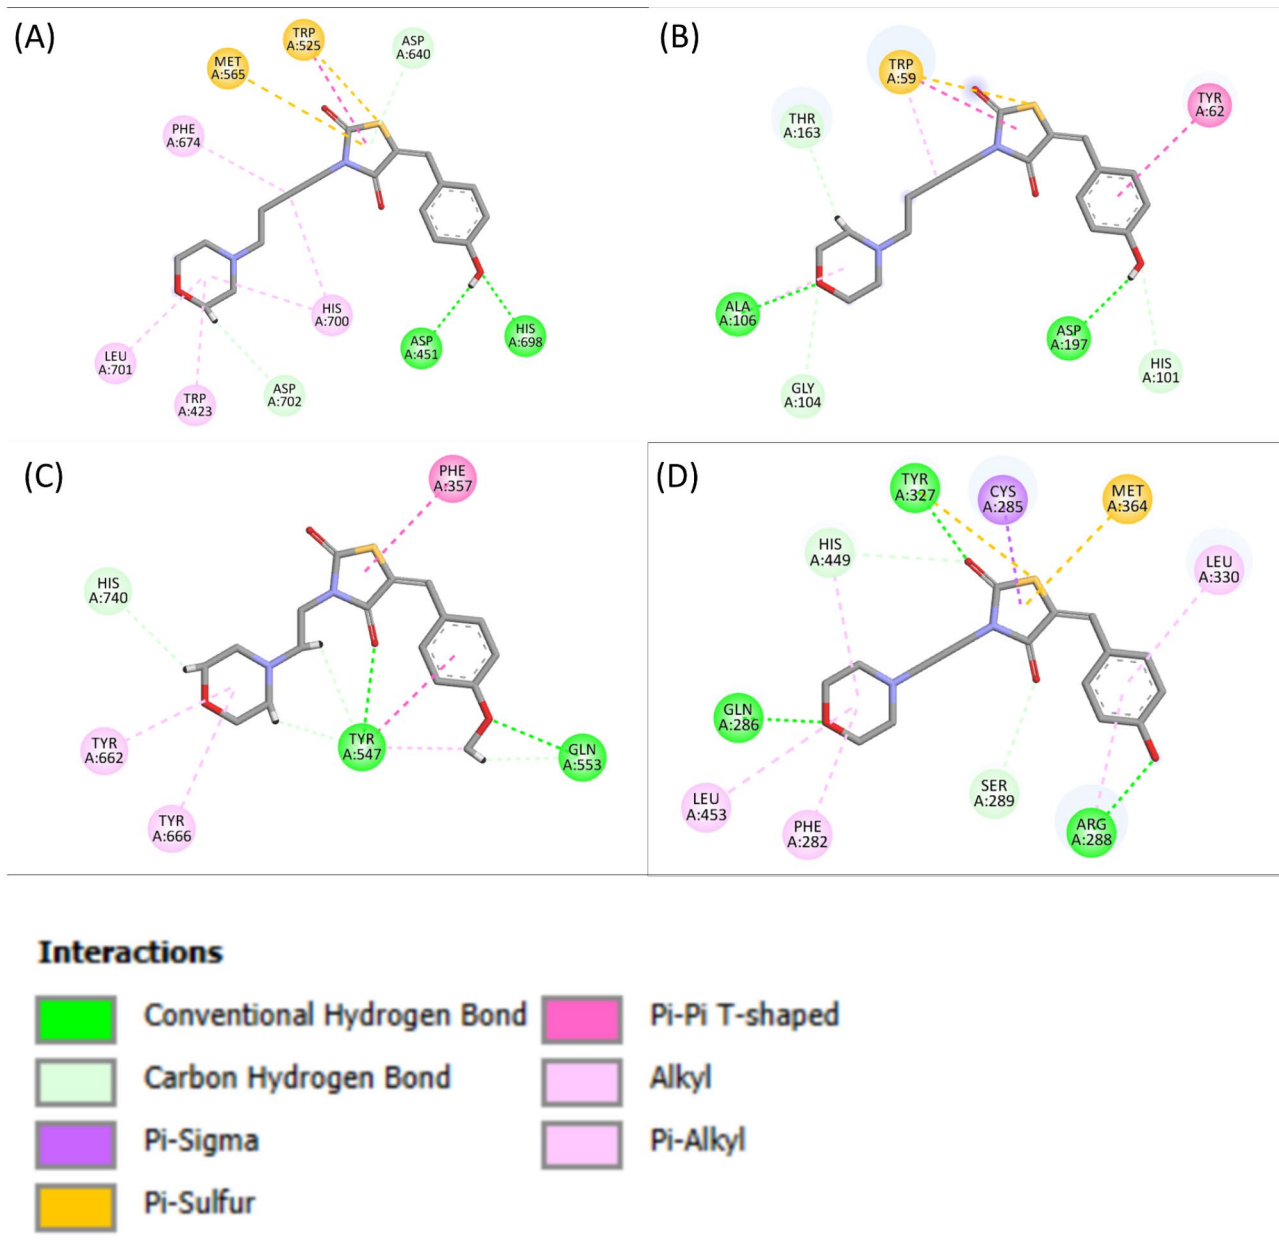 (A)
TRP
A:525
ASP
A:640
MET
A:565
PHE
A:674
HIS
A:700
ASP
A:451
HIS
A:698
LEU
A:701
TRP
A:423
ASP
A:702
(B)
TRP
A:59
TYR
A:62
THR
A:163
ALA
A:106
ASP
A:197
HIS
A:101
GLY
A:104
(C)
PHE
A:357
HIS
A:740
TYR
A:662
TYR
A:547
GLN
A:553
TYR
A:666
(D)
TYR
A:327
CYS
A:285
MET
A:364
HIS
A:449
LEU
A:330
GLN
A:286
SER
A:289
LEU
A:453
PHE
A:282
ARG
A:288
Interactions
Conventional Hydrogen Bond
Carbon Hydrogen Bond
Pi-Sigma
Pi-Sulfur
Pi-Pi T-shaped
Alkyl
Pi-Alkyl